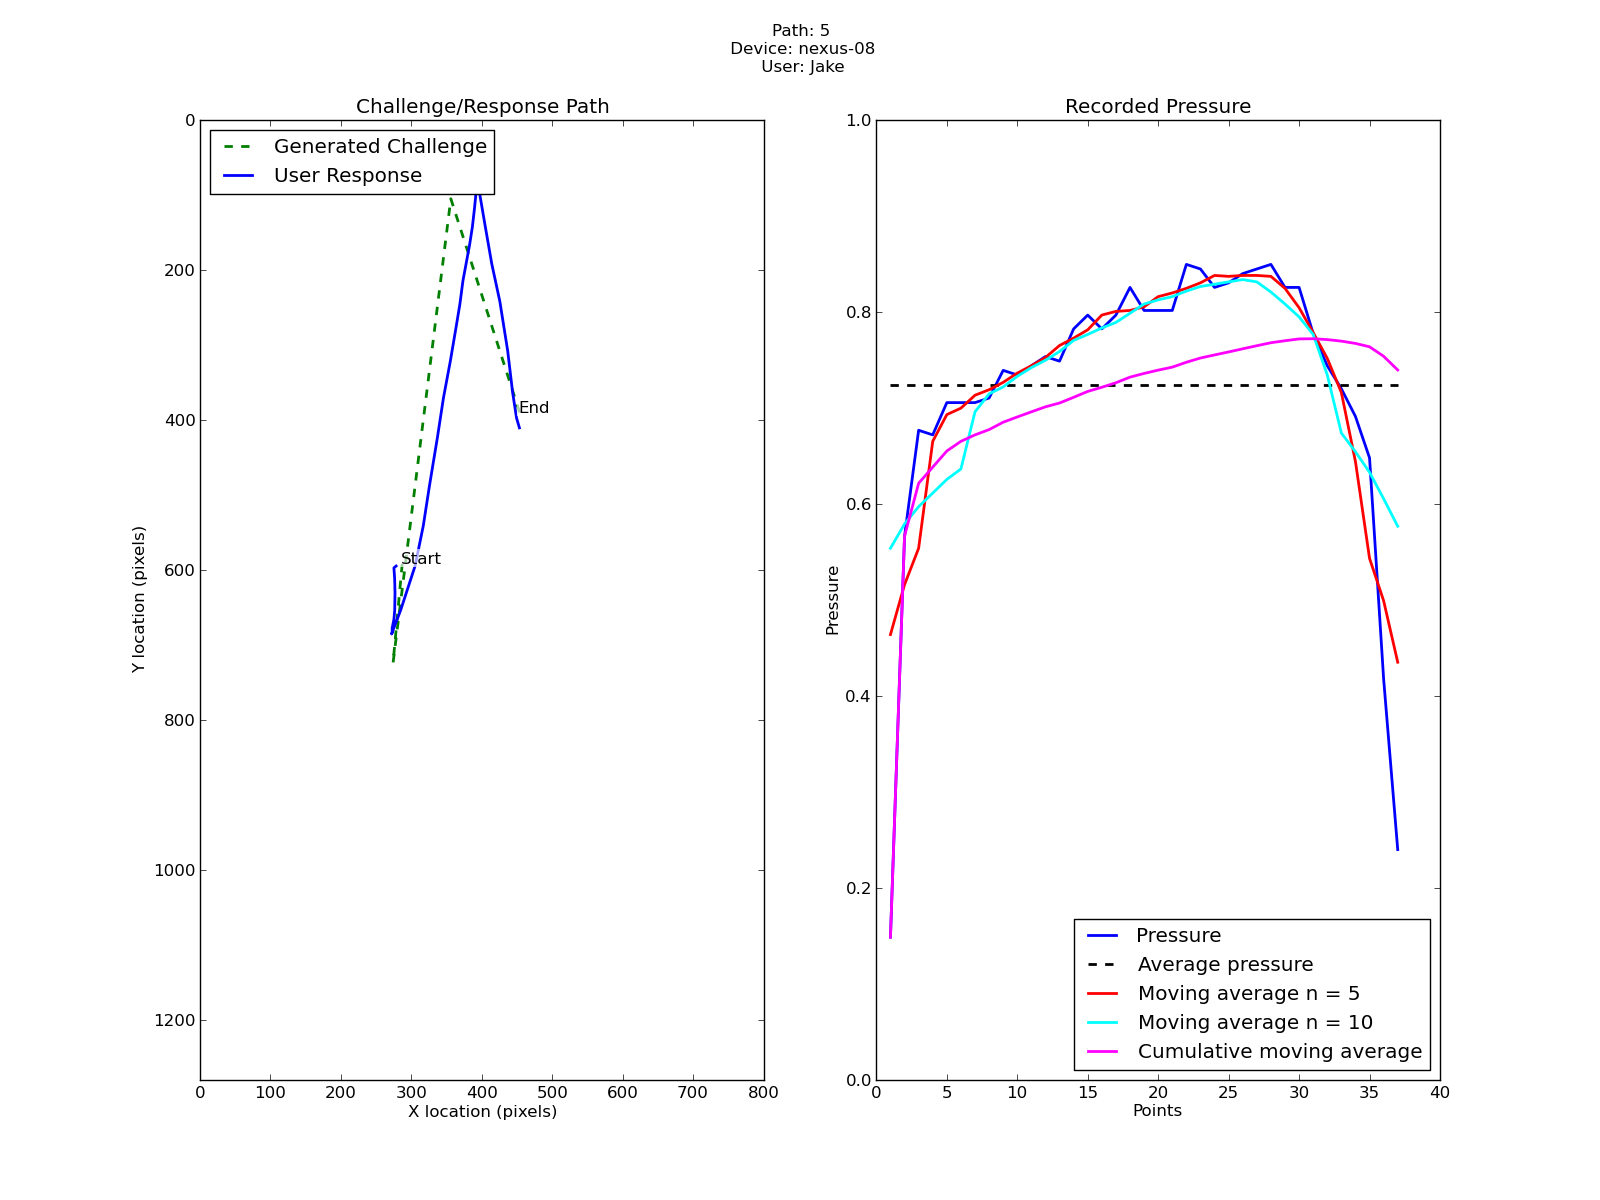 Path: 5
Device: nexus-08
User: Jake
Challenge/Response Path
Generated Challenge
User Response
0
200
400
600
800
1000
1200
Y location (pixels)
End
Start
0 100 200 300 400 500 600 700 800
X location (pixels)
Recorded Pressure
1.0
0.8
0.6
0.4
0.2
0.0
Pressure
Pressure
Average pressure
Moving average n = 5
Moving average n = 10
Cumulative moving average
0 5 10 15 20 25 30 35 40
Points